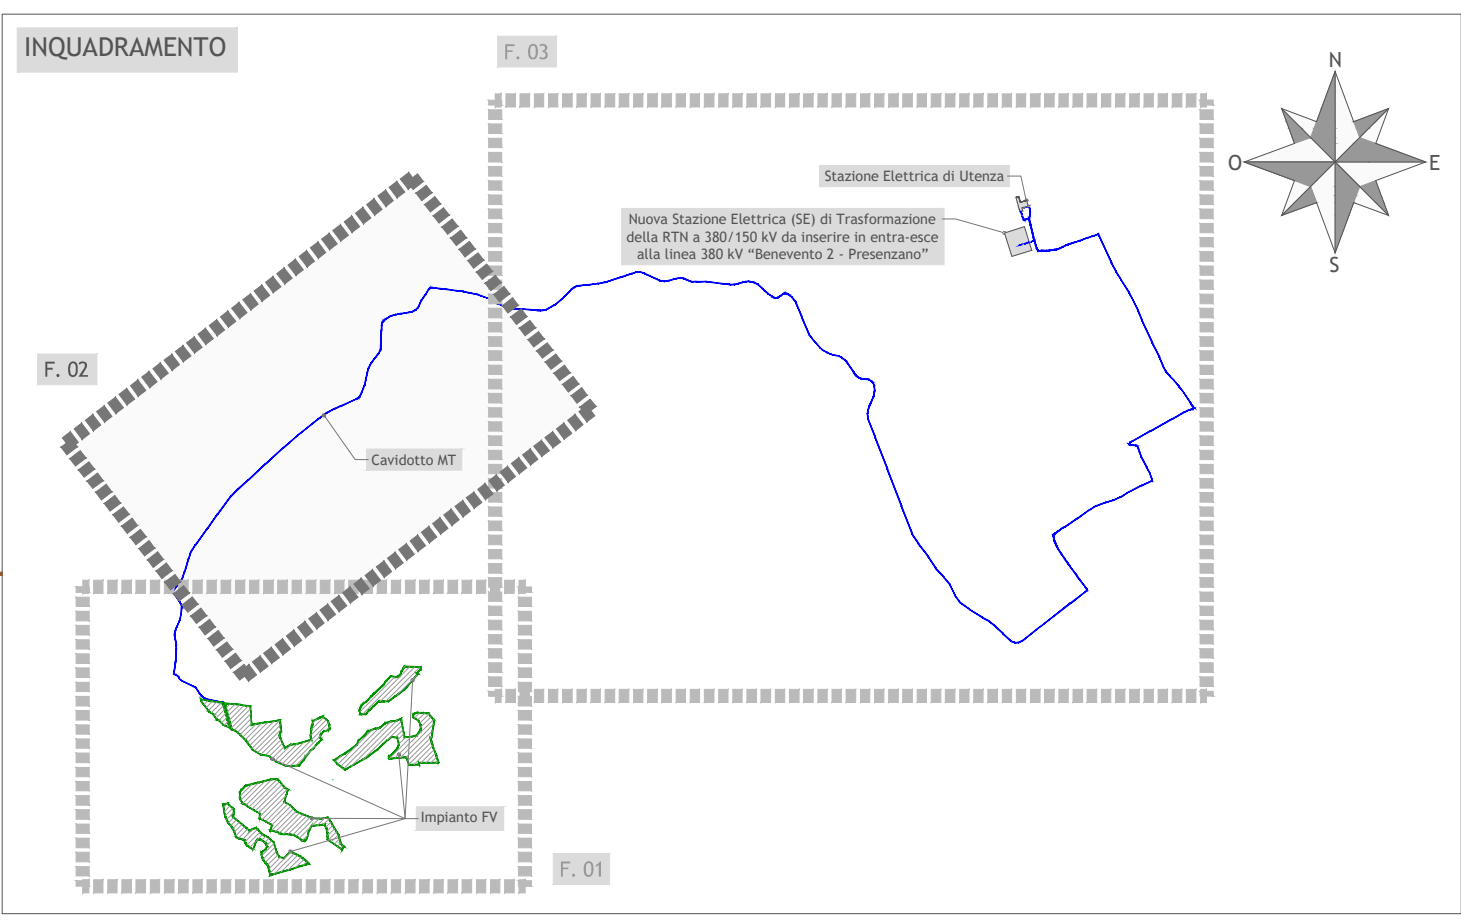 INQUADRAMENTO
F. 03
N
O
E
S
Stazione Elettrica di Utenza
Nuova Stazione Elettrica (SE) di Trasformazione
della RTN a 380/150 kV da inserire in entra-esce
alla linea 380 kV “Benevento 2 - Presenzano”
F. 02
Cavidotto MT
Impianto FV
F. 01